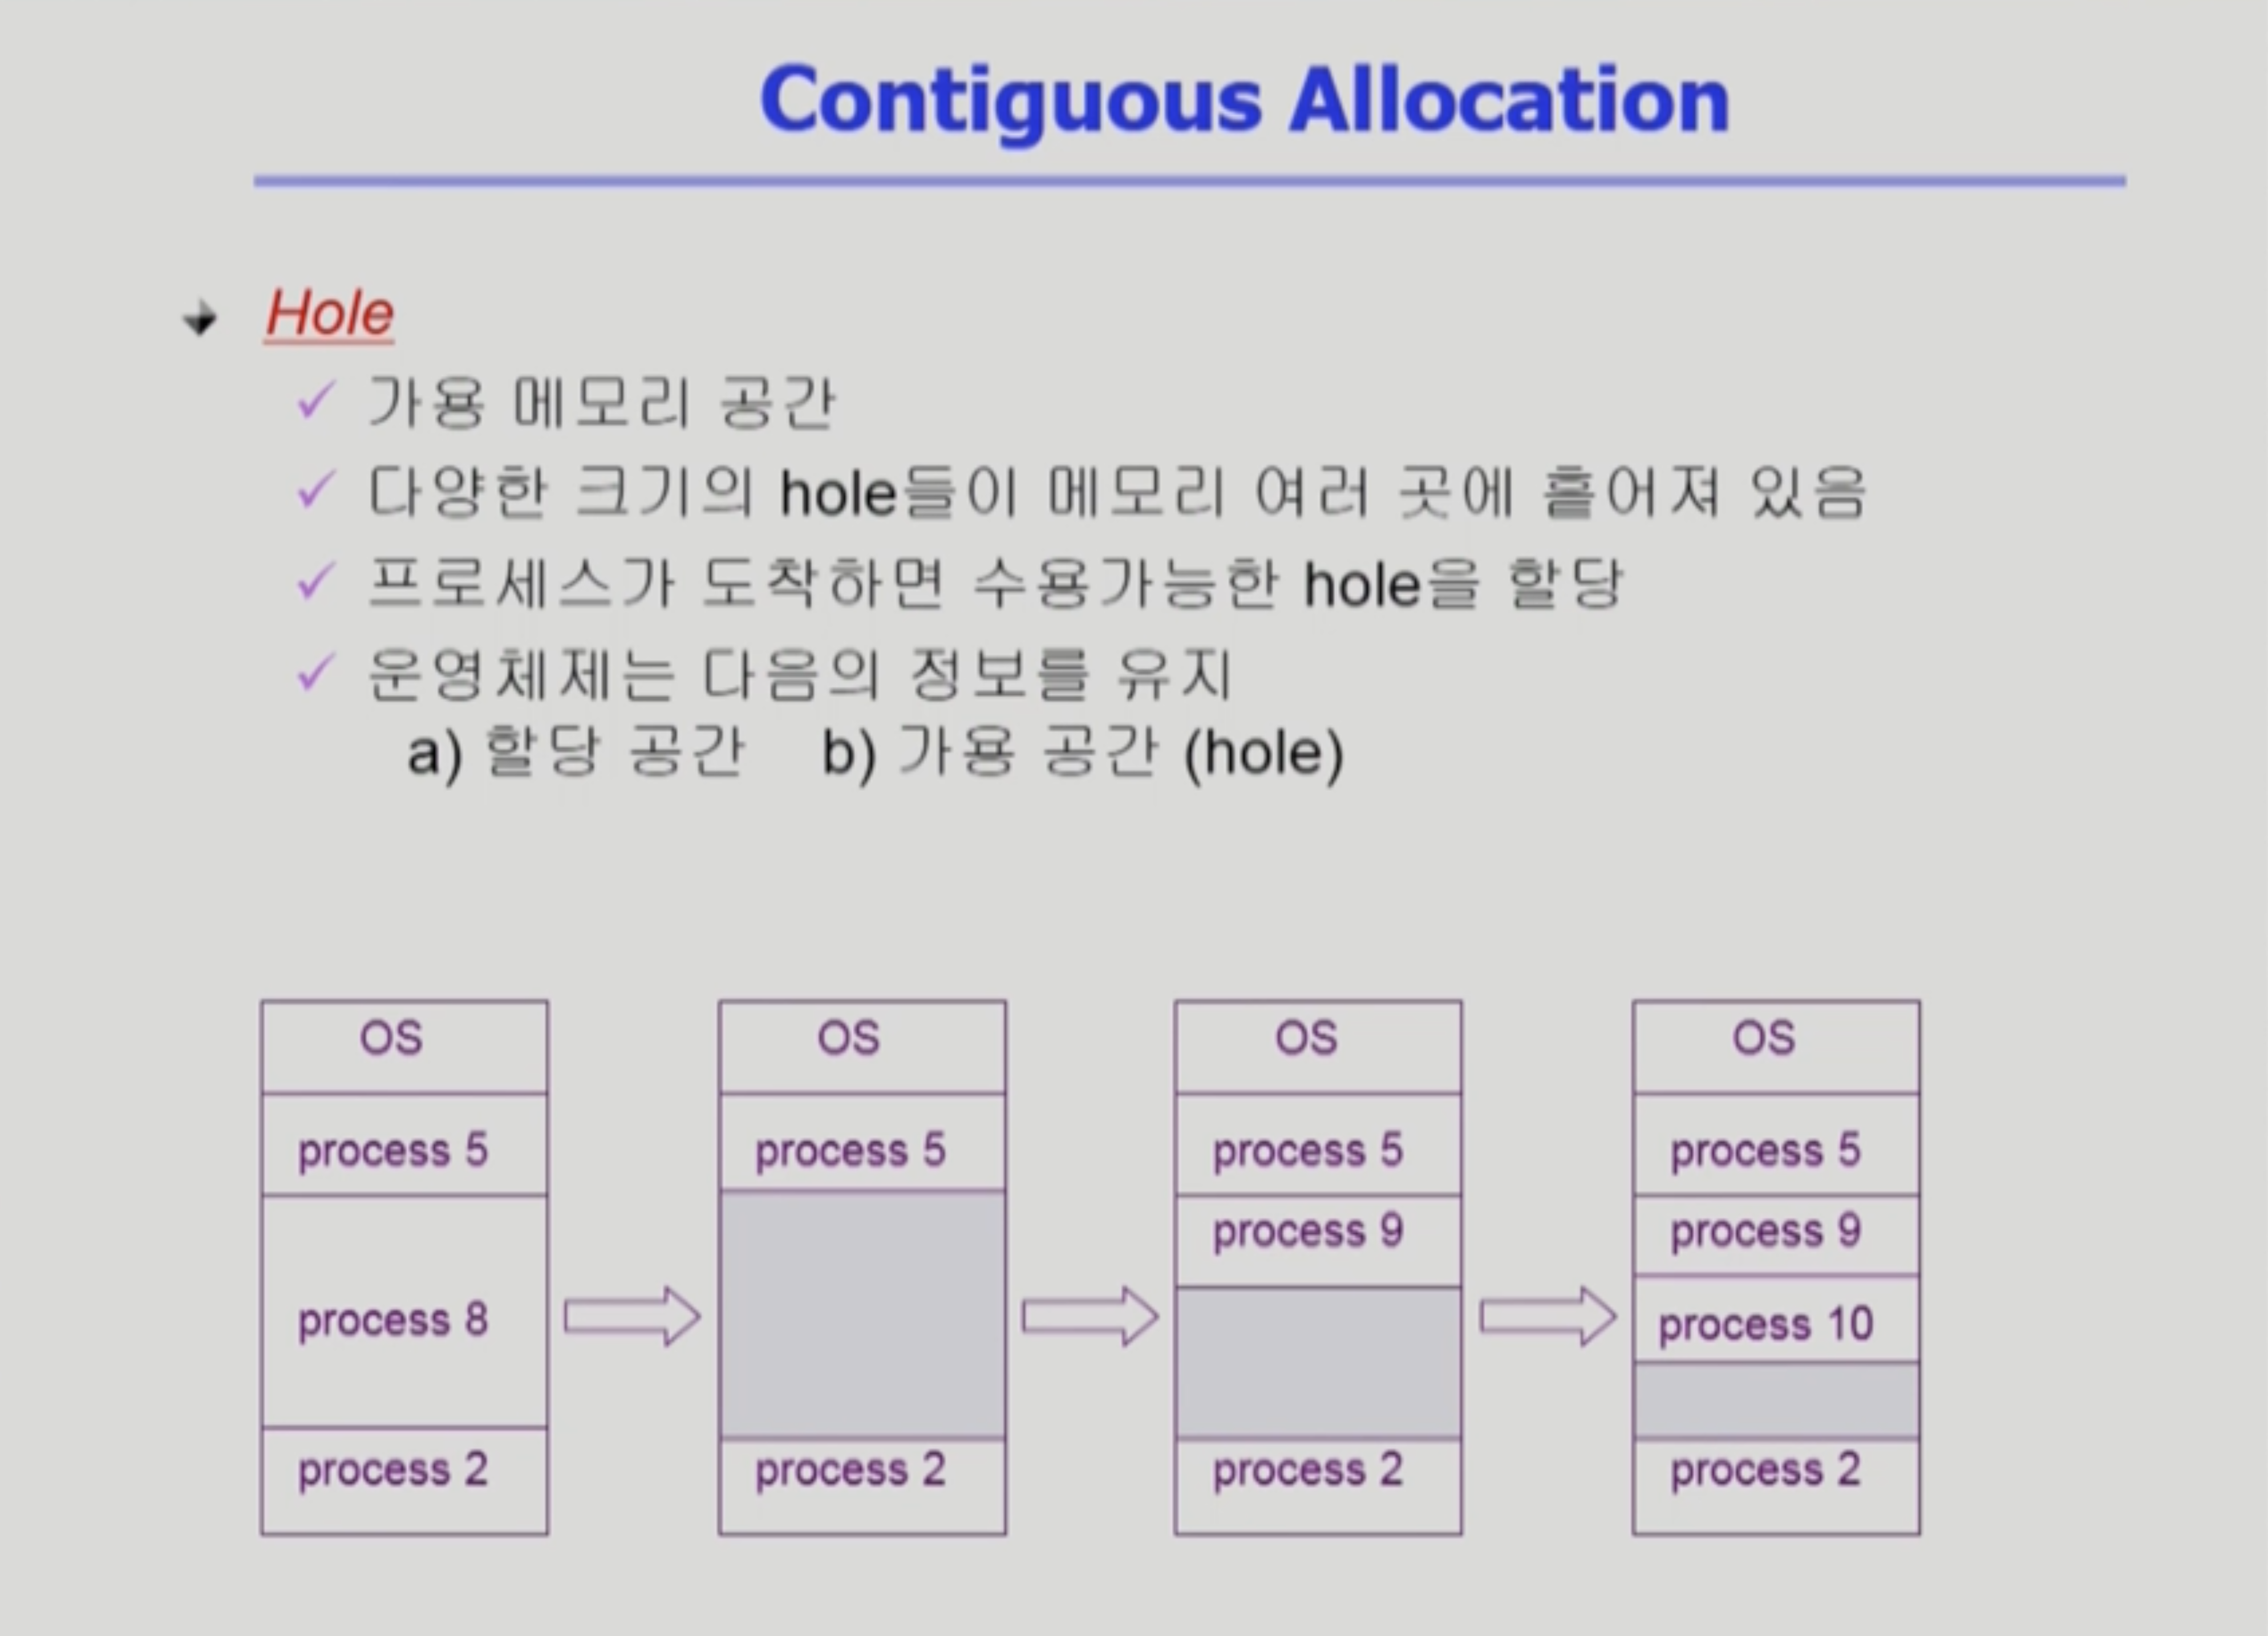 Contiguous Allocation
Hole
가용 메모리 공간
다양한 크기의 hole들이 메모리 여러 곳에 흩어져 있음
프로세스가 도착하면 수용가능한 hole을 할당
운영체제는 다음의 정보를 유지
a) 할당 공간 b) 가용 공간 (hole)
OS
process 5
process 8
process 2
OS
process 5
process 2
OS
process 5
process 9
process 2
OS
process 5
process 9
process 10
process 2